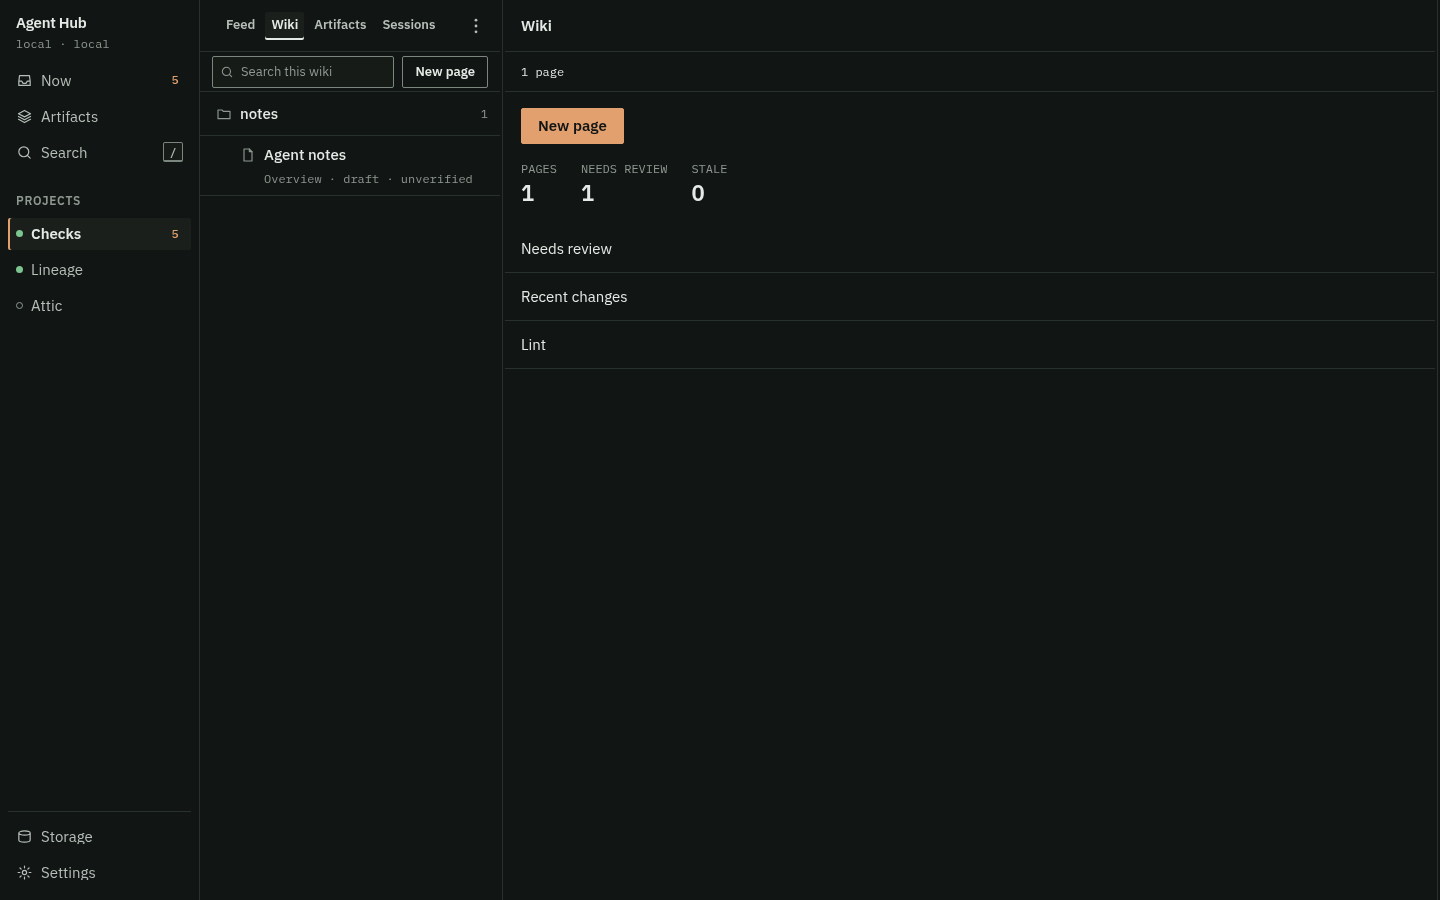 Agent Hub
local · local
Now 5
Artifacts
Search /
PROJECTS
Checks 5
Lineage
Attic
Storage
Settings
Feed Wiki Artifacts Sessions
Search this wiki New page
notes 1
Agent notes
Overview · draft · unverified
Wiki
1 page
New page
PAGES NEEDS REVIEW STALE
1 1 0
Needs review
Recent changes
Lint